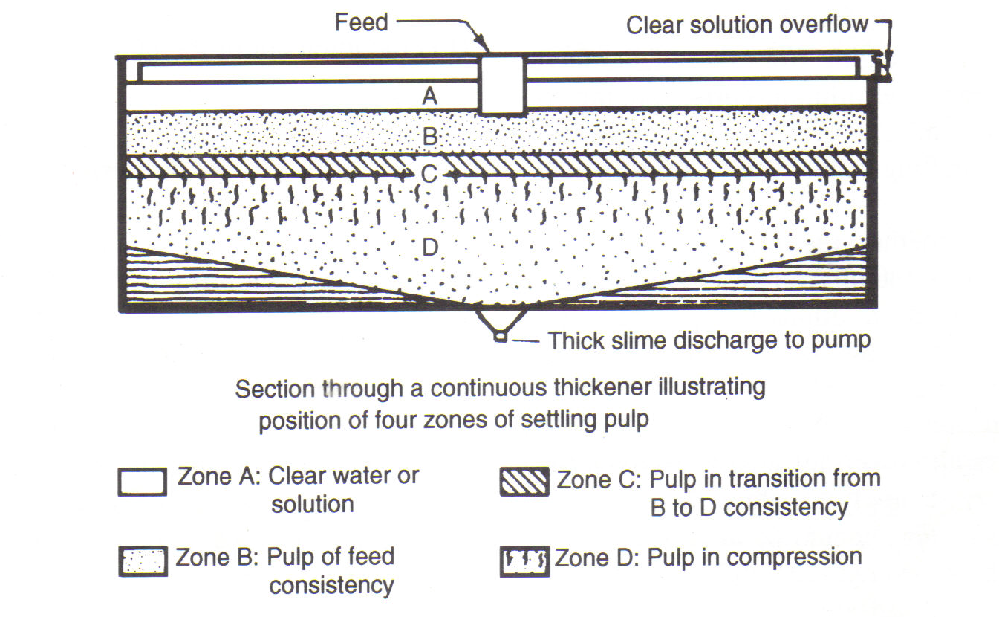 Feed
Clear solution overflow
A
B
C
D
Thick slime discharge to pump
Section through a continuous thickener illustrating
position of four zones of settling pulp
Zone A: Clear water or
solution
Zone C: Pulp in transition from
B to D consistency
Zone B: Pulp of feed
consistency
Zone D: Pulp in compression